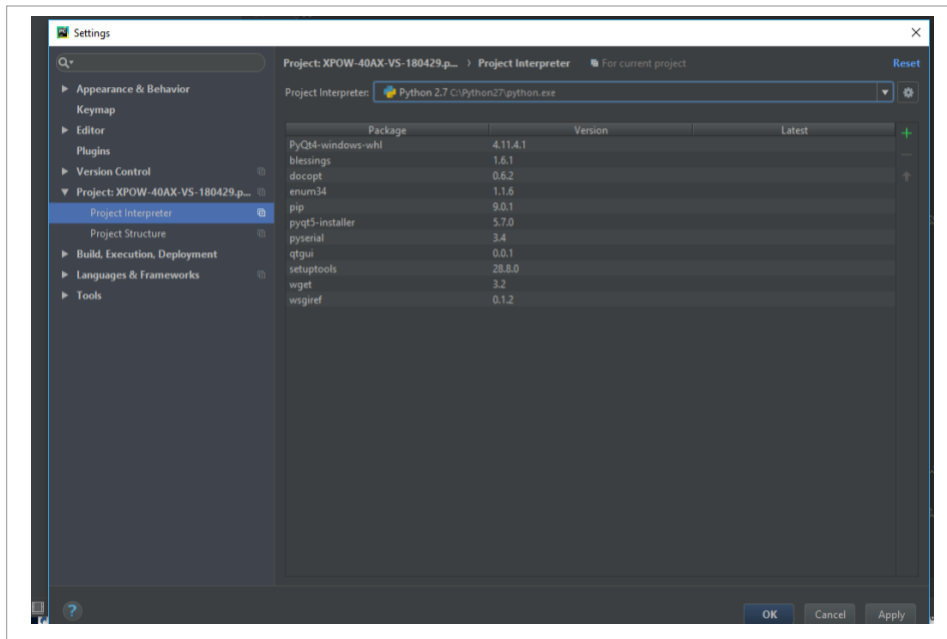 Settings
Project: XPOW-40AX-VS-180429.p... › Project Interpreter For current project Reset
Appearance & Behavior
Keymap
Editor
Plugins
Version Control
Project: XPOW-40AX-VS-180429.p...
Project Interpreter
Project Structure
Build, Execution, Deployment
Languages & Frameworks
Tools
Project Interpreter: Python 2.7 C:\Python27\python.exe
Package Version Latest
PyQt4-windows-whl 4.11.4.1
blessings 1.6.1
docopt 0.6.2
enum34 1.1.6
pip 9.0.1
pyqt5-installer 5.7.0
pyserial 3.4
qtgui 0.0.1
setuptools 28.8.0
wget 3.2
wsgiref 0.1.2
?
OK Cancel Apply